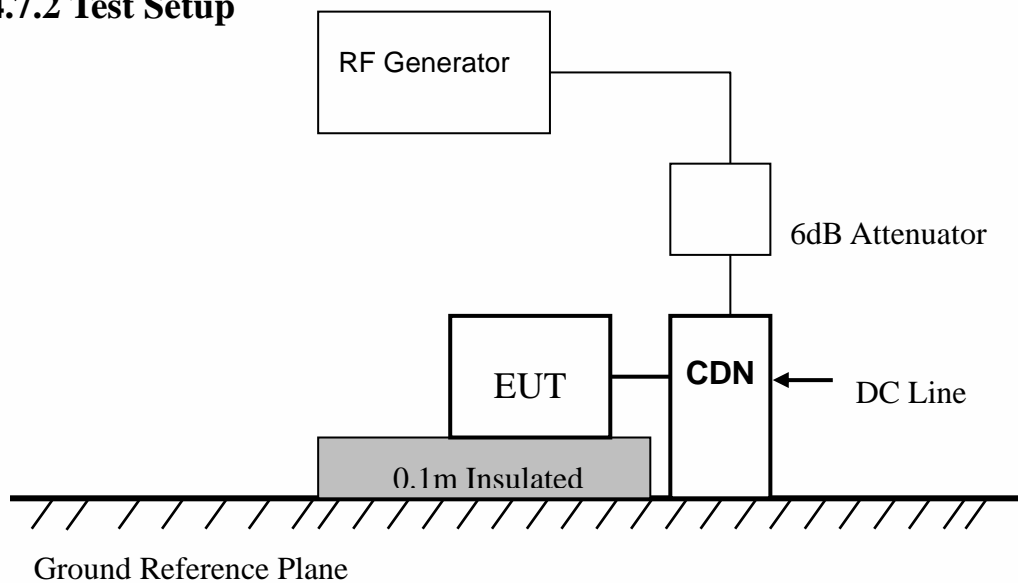 4.7.2 Test Setup
RF Generator
6dB Attenuator
EUT
CDN
DC Line
0.1m Insulated
Ground Reference Plane